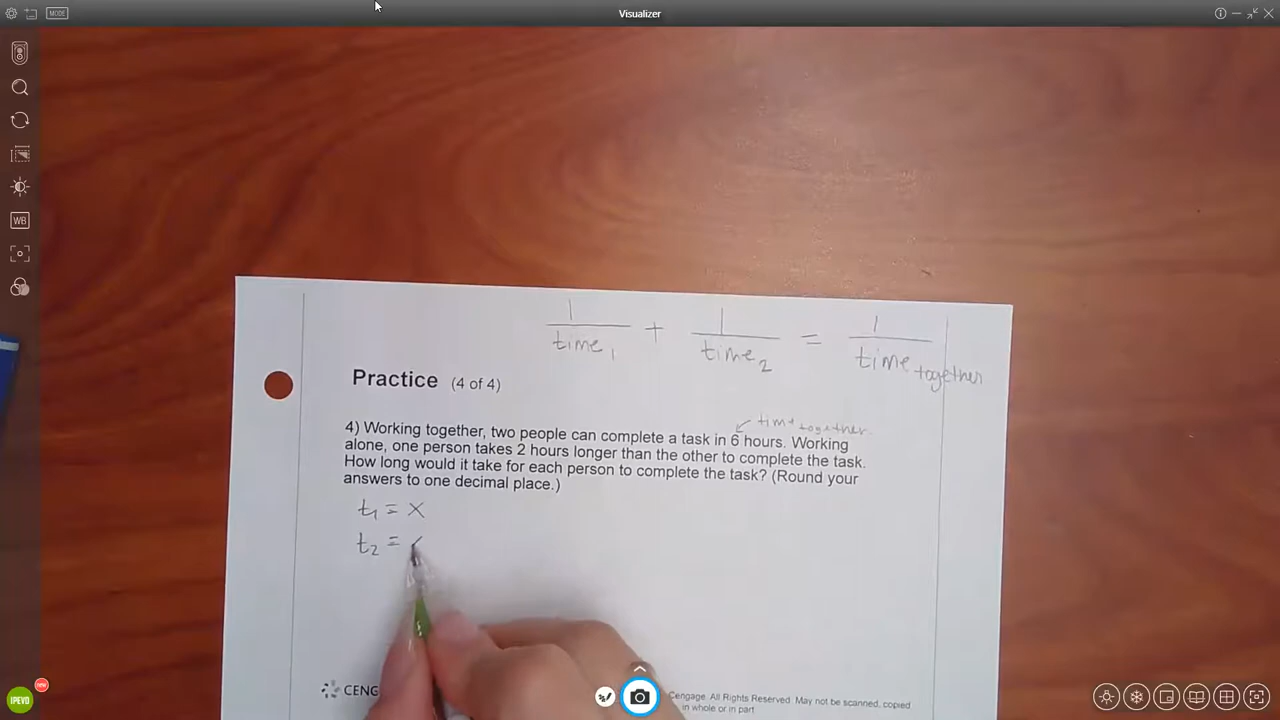 MODE
Visualizer
WB
1/time₁ + 1/time₂ = 1/time together
Practice (4 of 4)
time together
4) Working together, two people can complete a task in 6 hours. Working
alone, one person takes 2 hours longer than the other to complete the task.
How long would it take for each person to complete the task? (Round your
answers to one decimal place.)
t₁ = x
t₂ =
CENG
Cengage. All Rights Reserved. May not be scanned, copied
in whole or in part
IPEVO
new